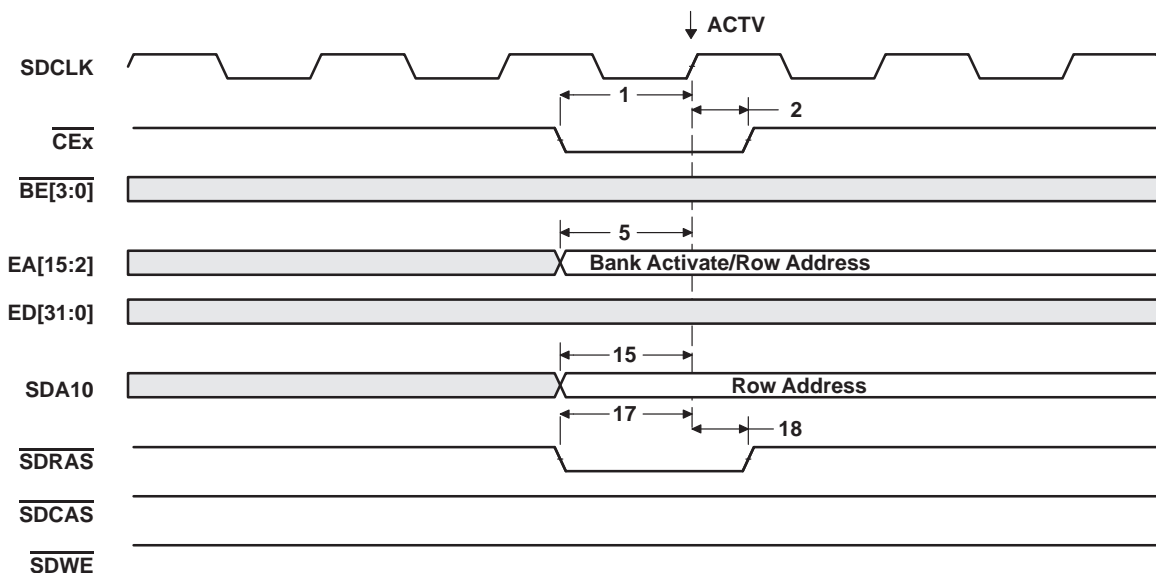 ACTV
SDCLK
1
2
CEx
BE[3:0]
5
EA[15:2]
Bank Activate/Row Address
ED[31:0]
15
SDA10
Row Address
17
18
SDRAS
SDCAS
SDWE